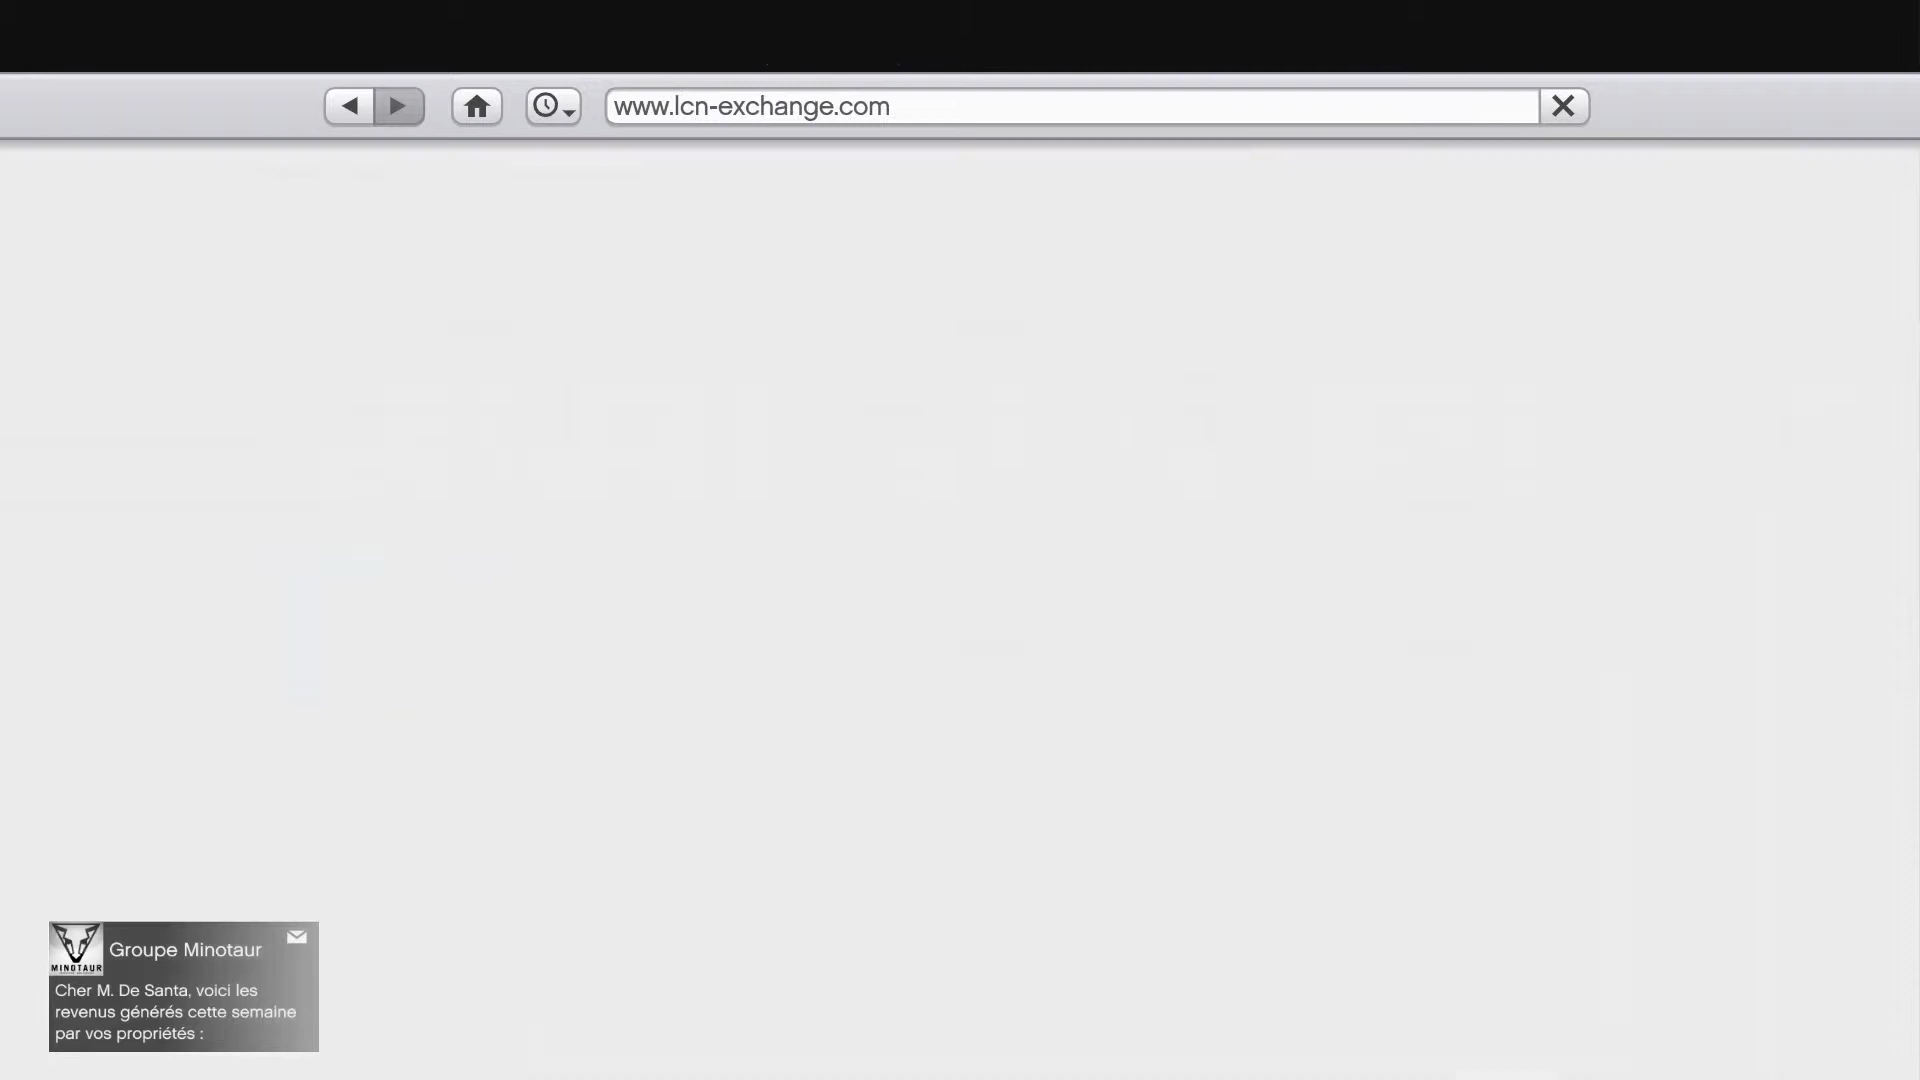 www.lcn-exchange.com
MINOTAUR
Groupe Minotaur
Cher M. De Santa, voici les
revenus générés cette semaine
par vos propriétés :